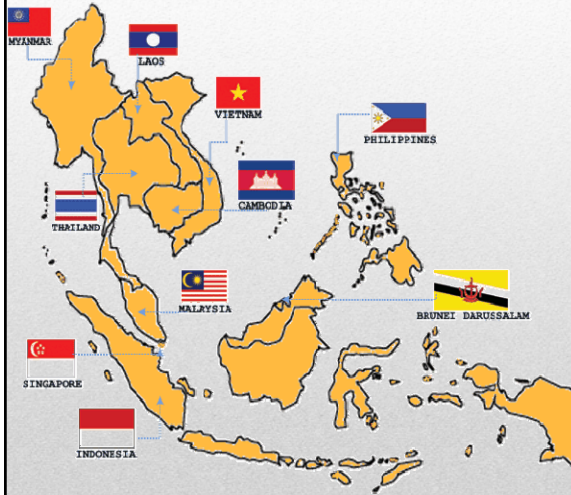 MYANMAR
LAOS
VIETNAM
PHILIPPINES
CAMBODIA
THAILAND
MALAYSIA
BRUNEI DARUSSALAM
SINGAPORE
INDONESIA